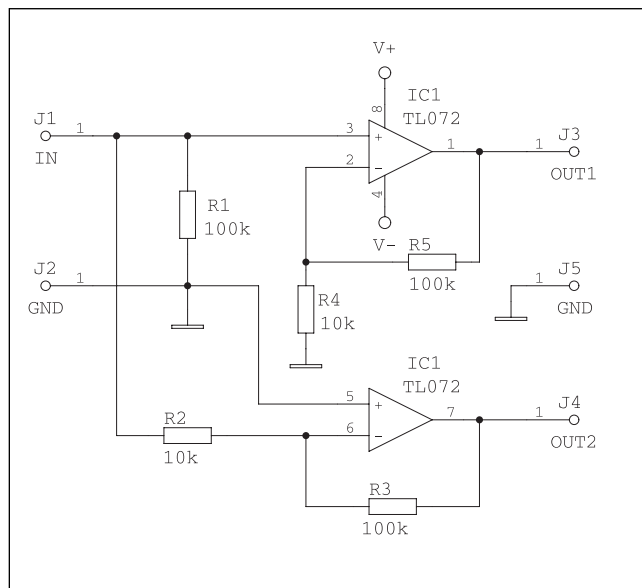 V+
IC1
TL072
8
J1
1
IN
3
+
2
-
1
4
V-
1
J3
OUT1
R1
100k
R5
100k
J2
1
GND
R4
10k
1
J5
GND
IC1
TL072
5
+
6
-
7
1
J4
OUT2
R2
10k
R3
100k